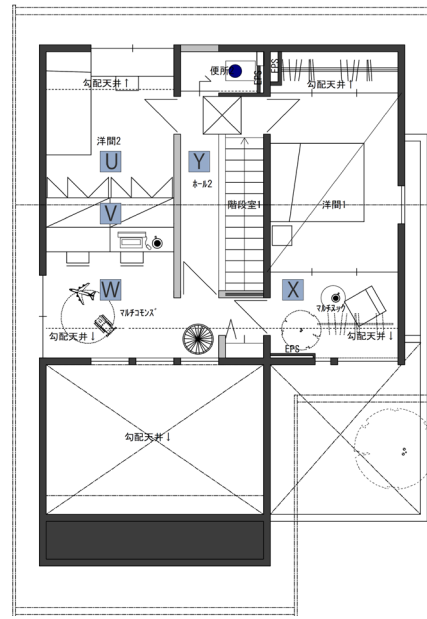 便所
EPS
EPS
勾配天井↓
勾配天井↑
洋間2
U
Y
ホール2
階段室1
洋間1
V
W
X
マルチコモンズ
マルチヌック
勾配天井↓
勾配天井↓
EPS
勾配天井↓